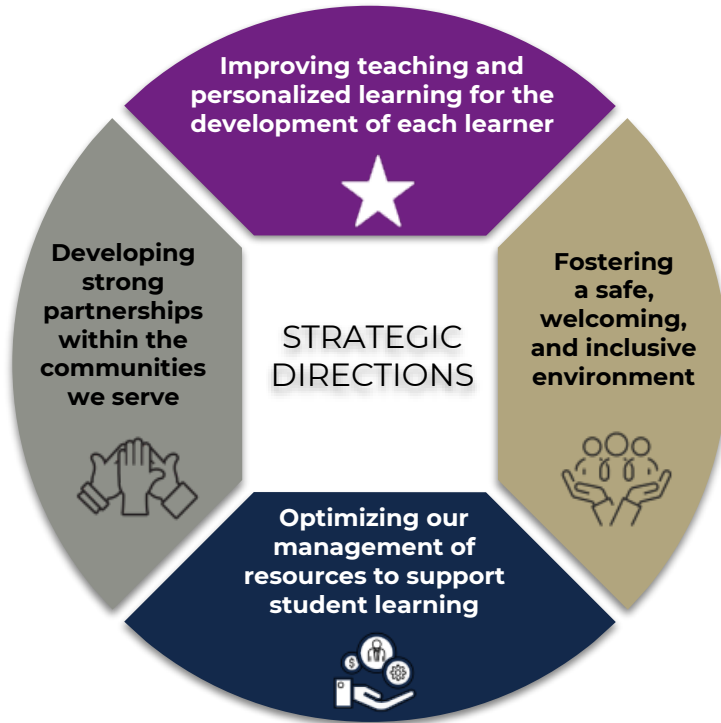 Improving teaching and
personalized learning for the
development of each learner
Developing
strong
partnerships
within the
communities
we serve
STRATEGIC
DIRECTIONS
Fostering
a safe,
welcoming,
and inclusive
environment
Optimizing our
management of
resources to support
student learning
$